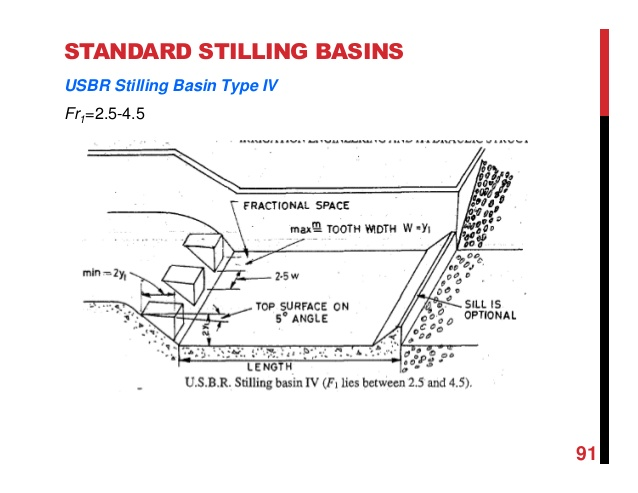 STANDARD STILLING BASINS
USBR Stilling Basin Type IV
Fr1=2.5-4.5
FRACTIONAL SPACE
max m TOOTH WIDTH W = y1
min = 2y1
2·5 w
TOP SURFACE ON
5° ANGLE
2y1
SILL IS
OPTIONAL
LENGTH
U.S.B.R. Stilling basin IV (F1 lies between 2.5 and 4.5).
91